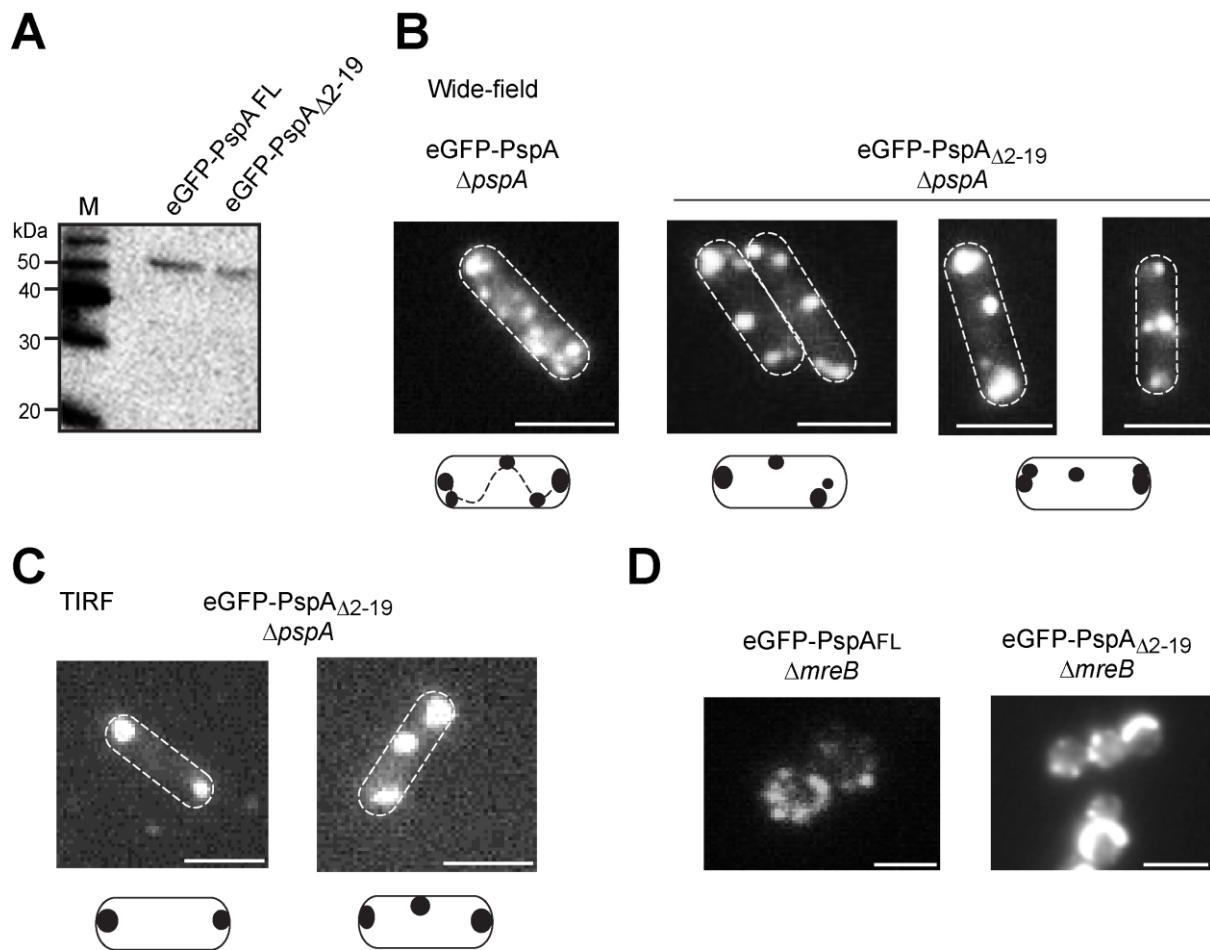 A
eGFP-PspA FL
eGFP-PspAΔ2-19
M
kDa
50
40
30
20
B
Wide-field
eGFP-PspA
ΔpspA
eGFP-PspAΔ2-19
ΔpspA
C
TIRF
eGFP-PspAΔ2-19
ΔpspA
D
eGFP-PspAFL
ΔmreB
eGFP-PspAΔ2-19
ΔmreB